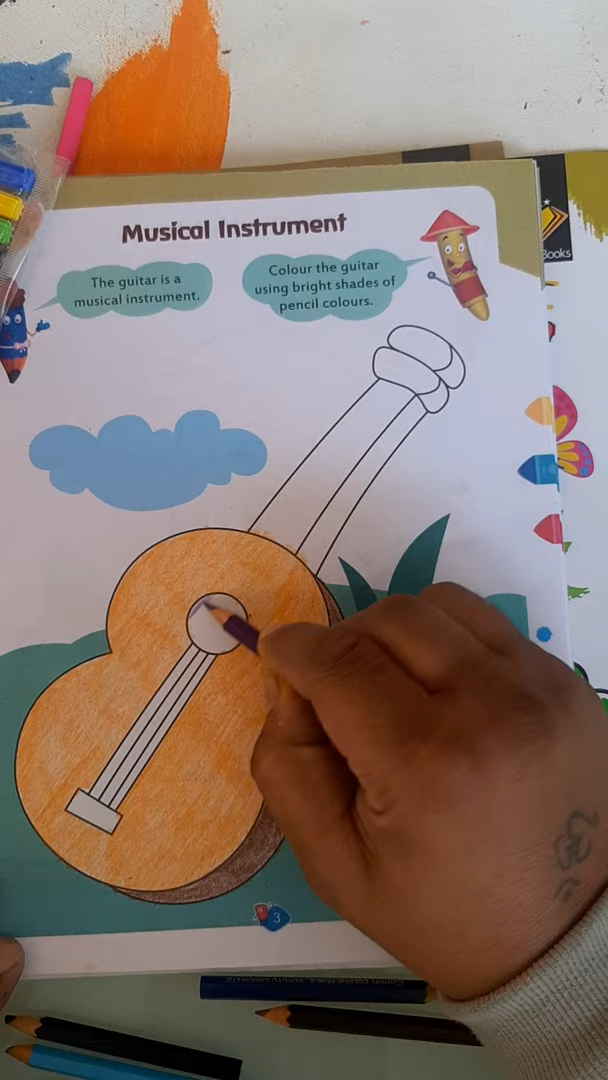 Musical Instrument
The guitar is a
musical instrument.
Colour the guitar
using bright shades of
pencil colours.
Books
3